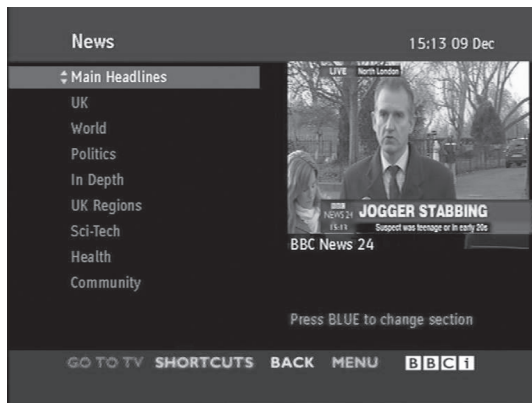 News
15:13 09 Dec
Main Headlines
UK
World
Politics
In Depth
UK Regions
Sci-Tech
Health
Community
LIVE North London
BBC
NEWS 24 JOGGER STABBING
15:13 Suspect was teenage or in early 20s
BBC News 24
Press BLUE to change section
GO TO TV SHORTCUTS BACK MENU BBCi